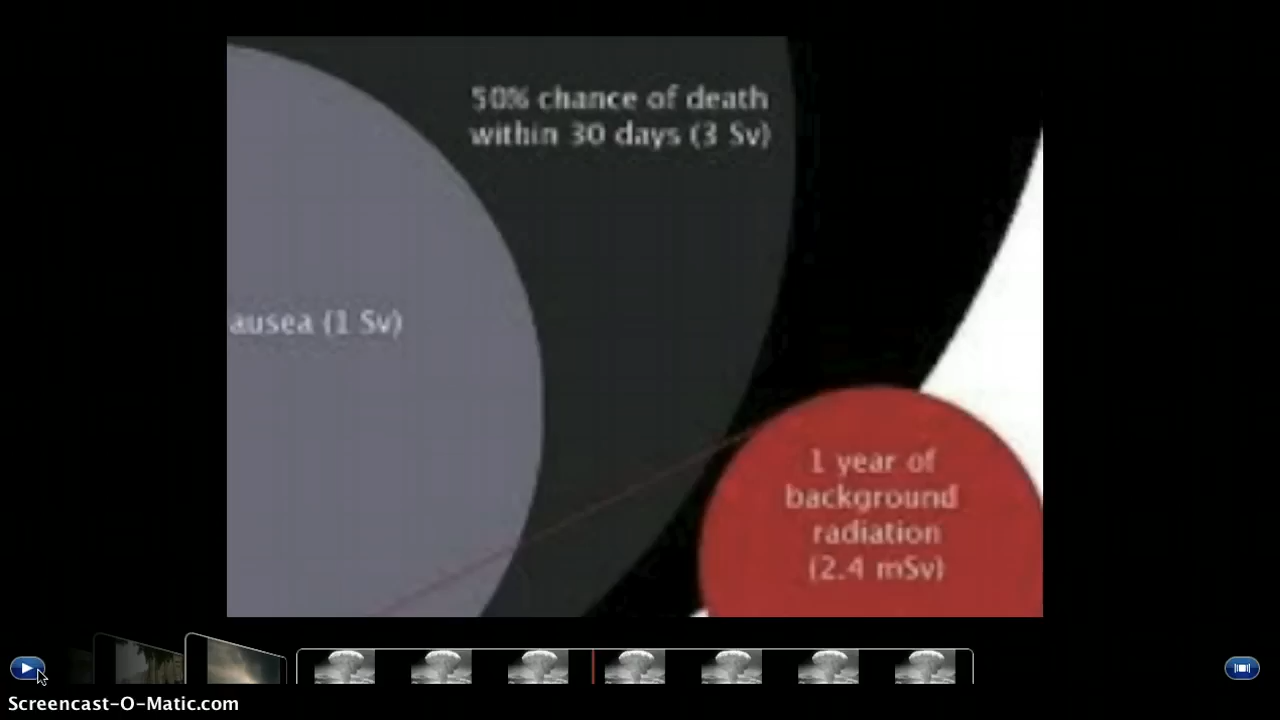 50% chance of death
within 30 days (3 Sv)
ausea (1 Sv)
1 year of
background
radiation
(2.4 mSv)
Screencast-O-Matic.com